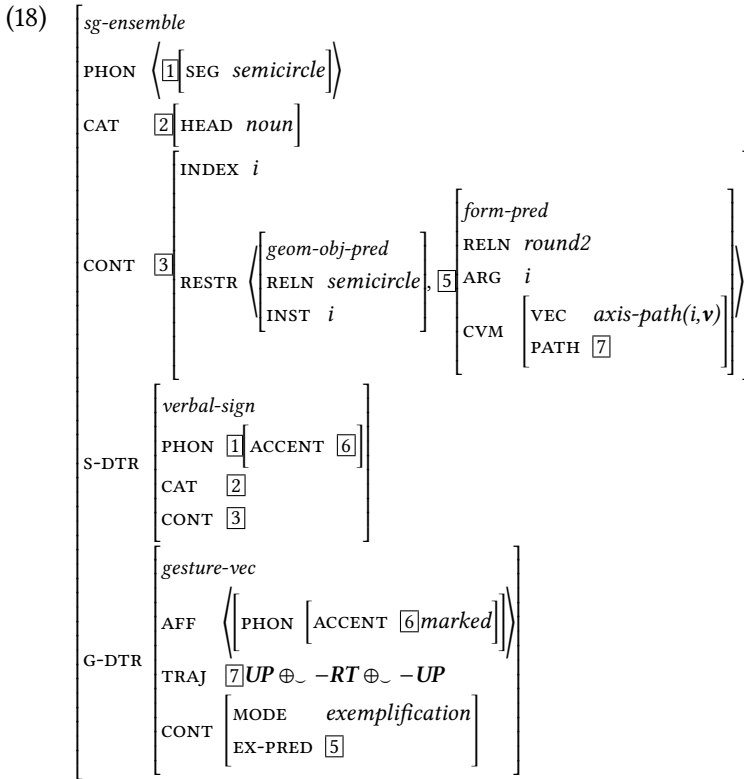 (18)
sg-ensemble
PHON ⟨[1][SEG semicircle]⟩
CAT [2][HEAD noun]
CONT [3]
INDEX i
RESTR ⟨[geom-obj-pred
RELN semicircle
INST i], [5]
form-pred
RELN round2
ARG i
CVM [VEC axis-path(i,v)
PATH [7]]⟩
S-DTR
verbal-sign
PHON [1][ACCENT [6]]
CAT [2]
CONT [3]
G-DTR
gesture-vec
AFF ⟨[PHON [ACCENT [6]marked]]⟩
TRAJ [7]UP ⊕⌣ −RT ⊕⌣ −UP
CONT [MODE exemplification
EX-PRED [5]]